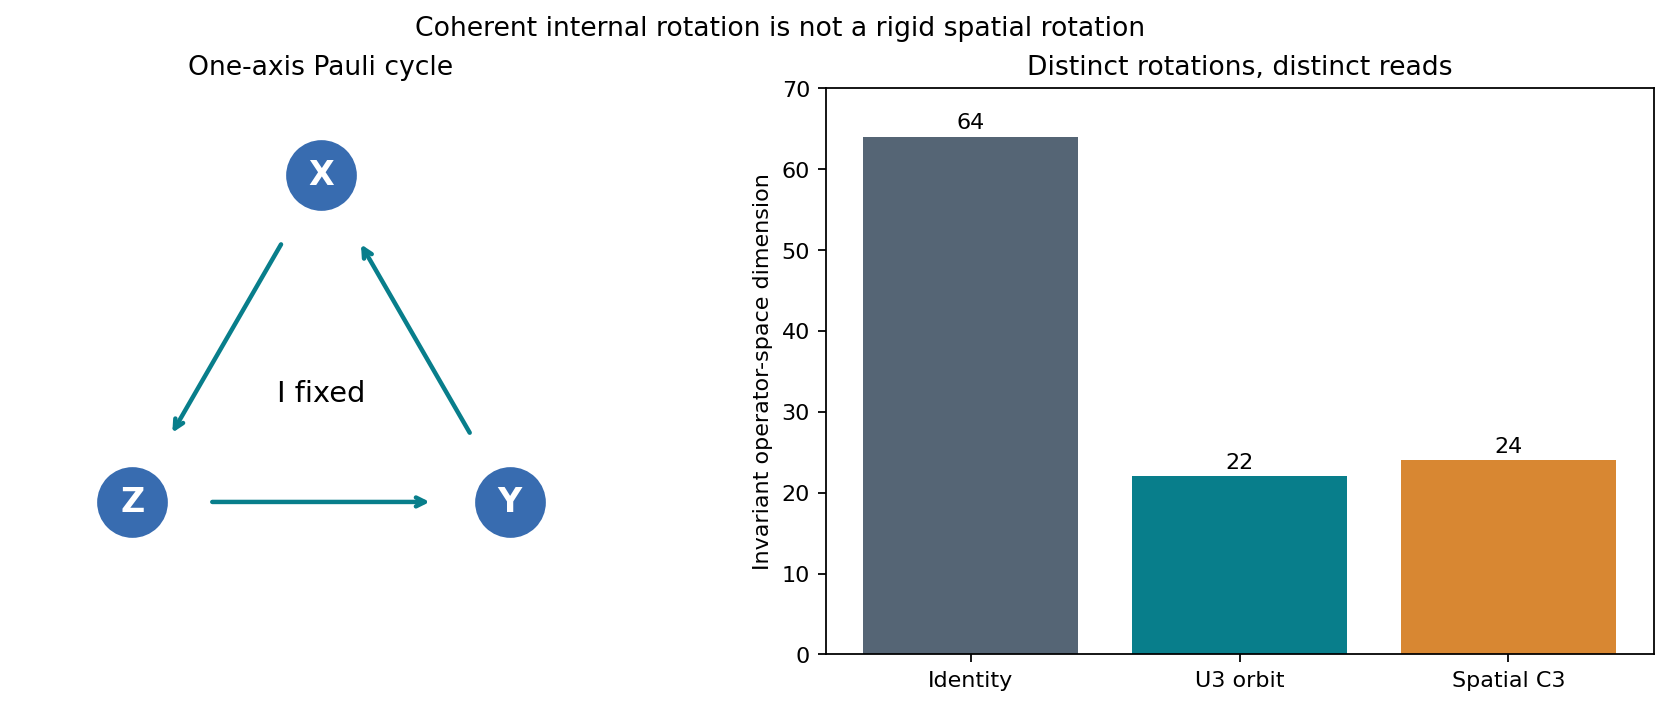 Coherent internal rotation is not a rigid spatial rotation
One-axis Pauli cycle
X
I fixed
Z
Y
Distinct rotations, distinct reads
Invariant operator-space dimension
70
60
50
40
30
20
10
0
64
22
24
Identity
U3 orbit
Spatial C3